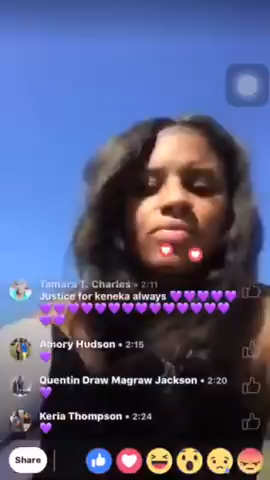 Tamara T. Charles • 2:11
Justice for keneka always 💜💜💜💜💜
💜💜💜💜💜💜💜💜💜💜💜💜💜💜
💜💜
Amory Hudson • 2:15
💜
Quentin Draw Magraw Jackson • 2:20
💜
Keria Thompson • 2:24
💜
Share